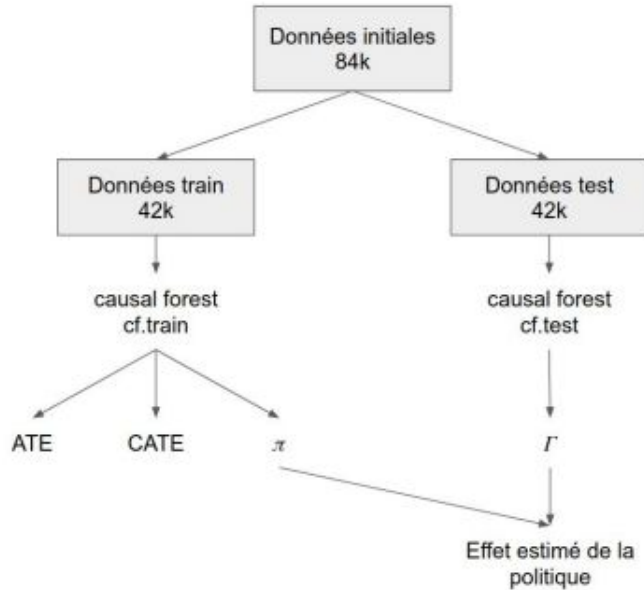 Données initiales
84k
Données train
42k
Données test
42k
causal forest
cf.train
causal forest
cf.test
ATE
CATE
π
Γ
Effet estimé de la
politique